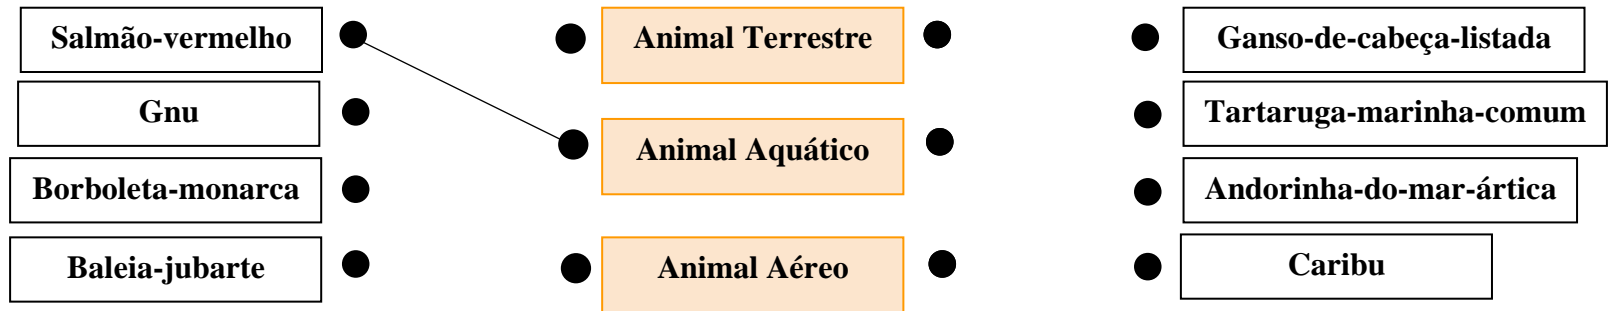 Salmão-vermelho
Gnu
Borboleta-monarca
Baleia-jubarte
Animal Terrestre
Animal Aquático
Animal Aéreo
Ganso-de-cabeça-listada
Tartaruga-marinha-comum
Andorinha-do-mar-ártica
Caribu